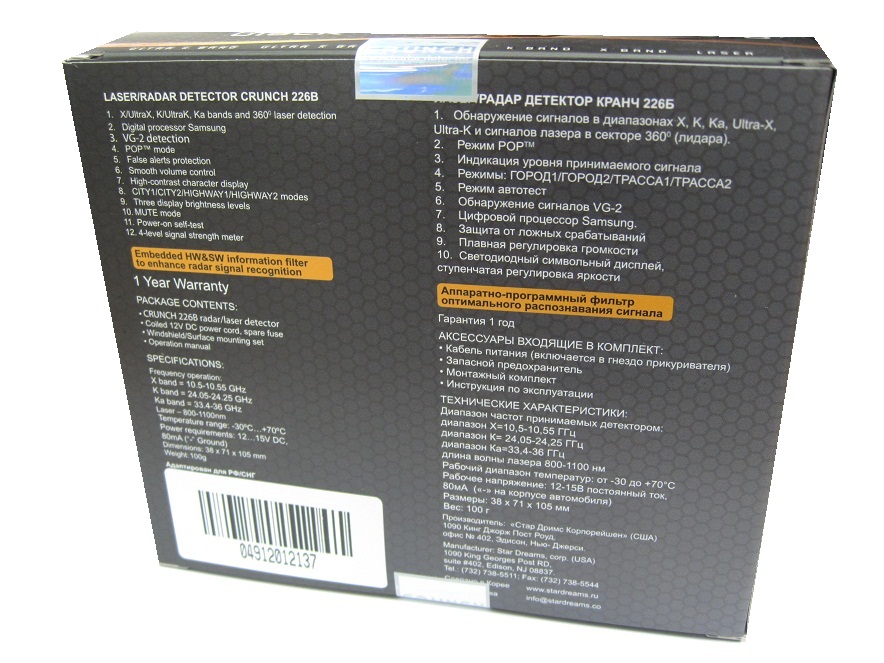 ULTRA K BAND ULTRA X BAND K BAND X BAND LASER
CRUNCH
LASER/RADAR DETECTOR CRUNCH 226B
1. X/UltraX, K/UltraK, Ka bands and 360⁰ laser detection
2. Digital processor Samsung
3. VG-2 detection
4. POP™ mode
5. False alerts protection
6. Smooth volume control
7. High-contrast character display
8. CITY1/CITY2/HIGHWAY1/HIGHWAY2 modes
9. Three display brightness levels
10. MUTE mode
11. Power-on self-test
12. 4-level signal strength meter
Embedded HW&SW information filter
to enhance radar signal recognition
1 Year Warranty
PACKAGE CONTENTS:
• CRUNCH 226B radar/laser detector
• Coiled 12V DC power cord, spare fuse
• Windshield/Surface mounting set
• Operation manual
SPECIFICATIONS:
Frequency operation:
X band = 10.5-10.55 GHz
K band = 24.05-24.25 GHz
Ka band = 33.4-36 GHz
Laser – 800-1100nm
Temperature range: -30⁰C...+70⁰C
Power requirements: 12...15V DC,
80mA ("-" Ground)
Dimensions: 38 x 71 x 105 mm
Weight: 100g
Адаптирован для РФ/СНГ
04912012137
ЛАЗЕР/РАДАР ДЕТЕКТОР КРАНЧ 226Б
1. Обнаружение сигналов в диапазонах X, K, Ka, Ultra-X,
Ultra-K и сигналов лазера в секторе 360⁰ (лидара).
2. Режим POP™
3. Индикация уровня принимаемого сигнала
4. Режимы: ГОРОД1/ГОРОД2/ТРАССА1/ТРАССА2
5. Режим автотест
6. Обнаружение сигналов VG-2
7. Цифровой процессор Samsung.
8. Защита от ложных срабатываний
9. Плавная регулировка громкости
10. Светодиодный символьный дисплей,
ступенчатая регулировка яркости
Аппаратно-программный фильтр
оптимального распознавания сигнала
Гарантия 1 год
АКСЕССУАРЫ ВХОДЯЩИЕ В КОМПЛЕКТ:
• Кабель питания (включается в гнездо прикуривателя)
• Запасной предохранитель
• Монтажный комплект
• Инструкция по эксплуатации
ТЕХНИЧЕСКИЕ ХАРАКТЕРИСТИКИ:
Диапазон частот принимаемых детектором:
диапазон X=10,5-10,55 ГГц
диапазон К= 24,05-24,25 ГГц
диапазон Ка=33,4-36 ГГц
длина волны лазера 800-1100 нм
Рабочий диапазон температур: от -30 до +70°C
Рабочее напряжение: 12-15В постоянный ток,
80мА («-» на корпусе автомобиля)
Размеры: 38 x 71 x 105 мм
Вес: 100 г
Производитель: «Стар Дримс Корпорейшен» (США)
1090 Кинг Джорж Пост Роуд,
офис № 402, Эдисон, Нью- Джерси.
Manufacturer: Star Dreams, corp. (USA)
1090 King Georges Post RD,
suite #402, Edison, NJ 08837
Tel.: (732) 738-5511; Fax: (732) 738-5544
www.stardreams.co
info@stardreams.co